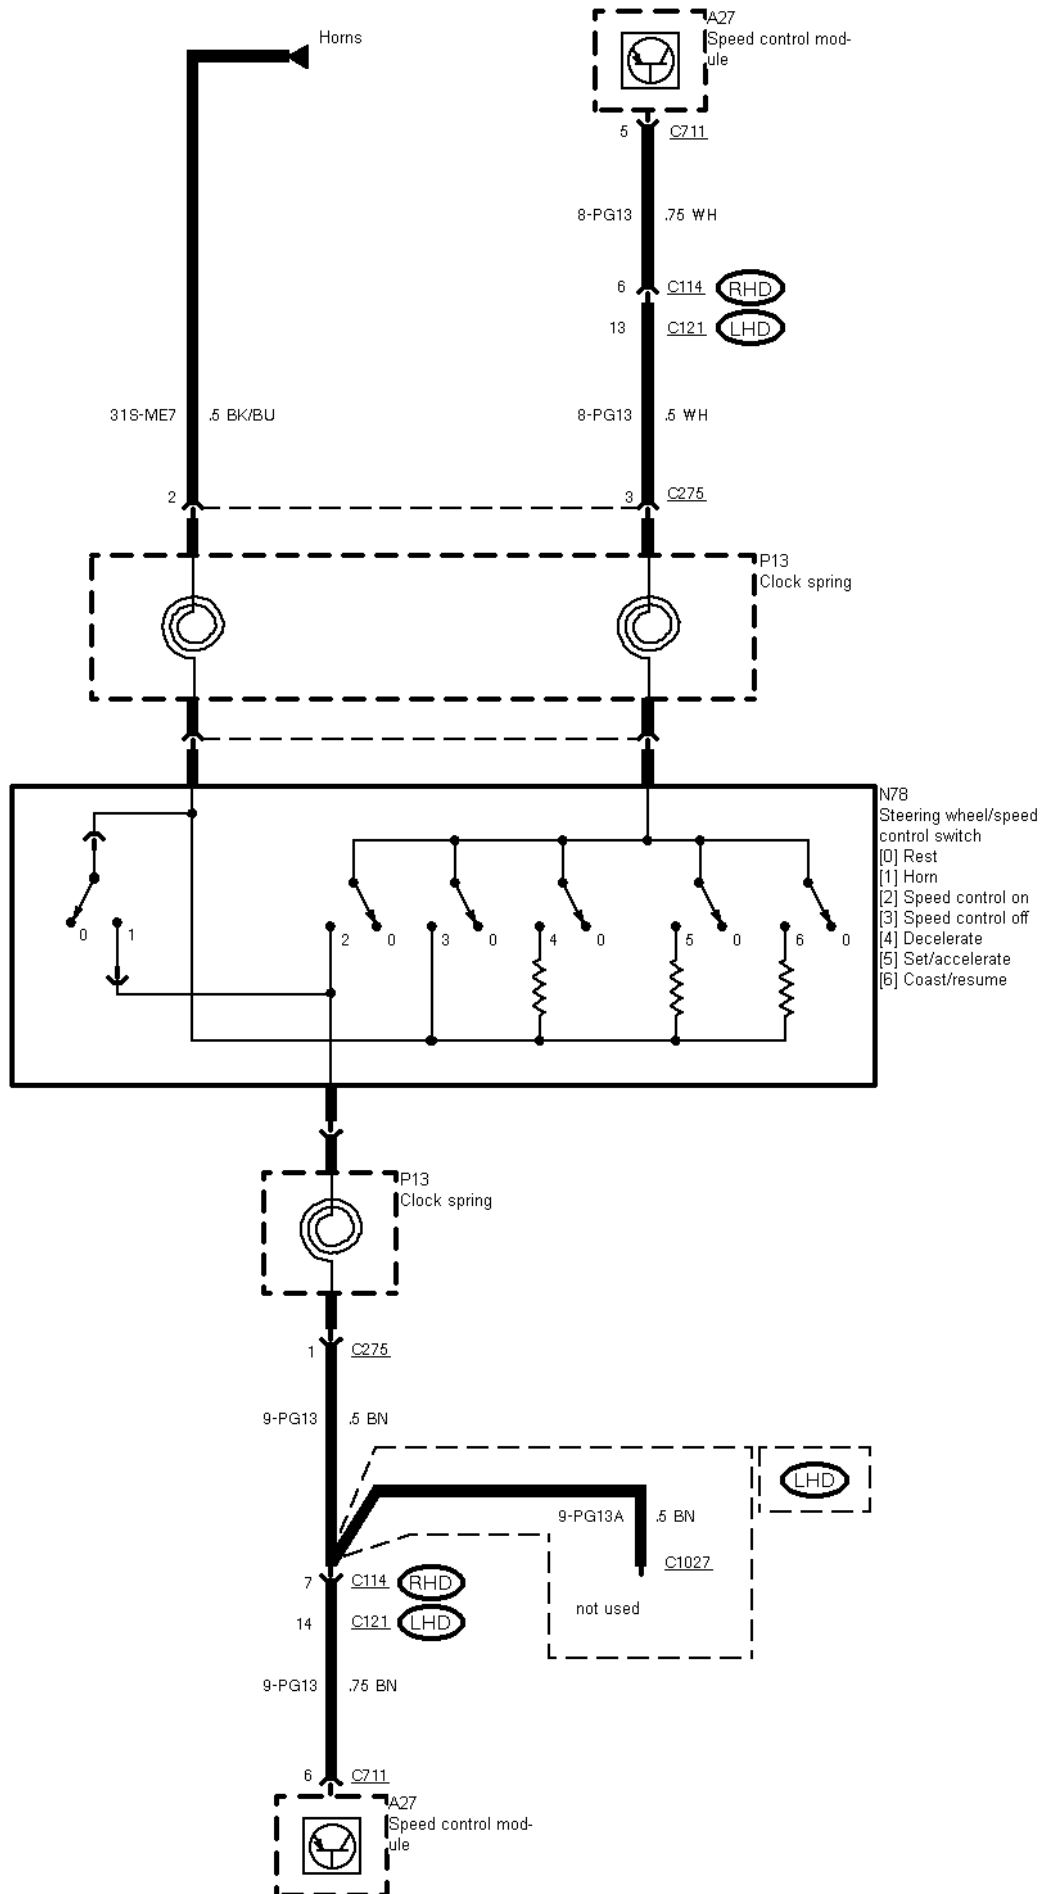 Horns
A27
Speed control mod-
ule
5 C711
8-PG13 .75 WH
6 C114 RHD
13 C121 LHD
31S-ME7 .5 BK/BU
8-PG13 .5 WH
2
3 C275
P13
Clock spring
N78
Steering wheel/speed
control switch
[0] Rest
[1] Horn
[2] Speed control on
[3] Speed control off
[4] Decelerate
[5] Set/accelerate
[6] Coast/resume
0 1 2 0 3 0 4 0 5 0 6 0
P13
Clock spring
1 C275
9-PG13 .5 BN
LHD
9-PG13A .5 BN
C1027
not used
7 C114 RHD
14 C121 LHD
9-PG13 .75 BN
6 C711
A27
Speed control mod-
ule